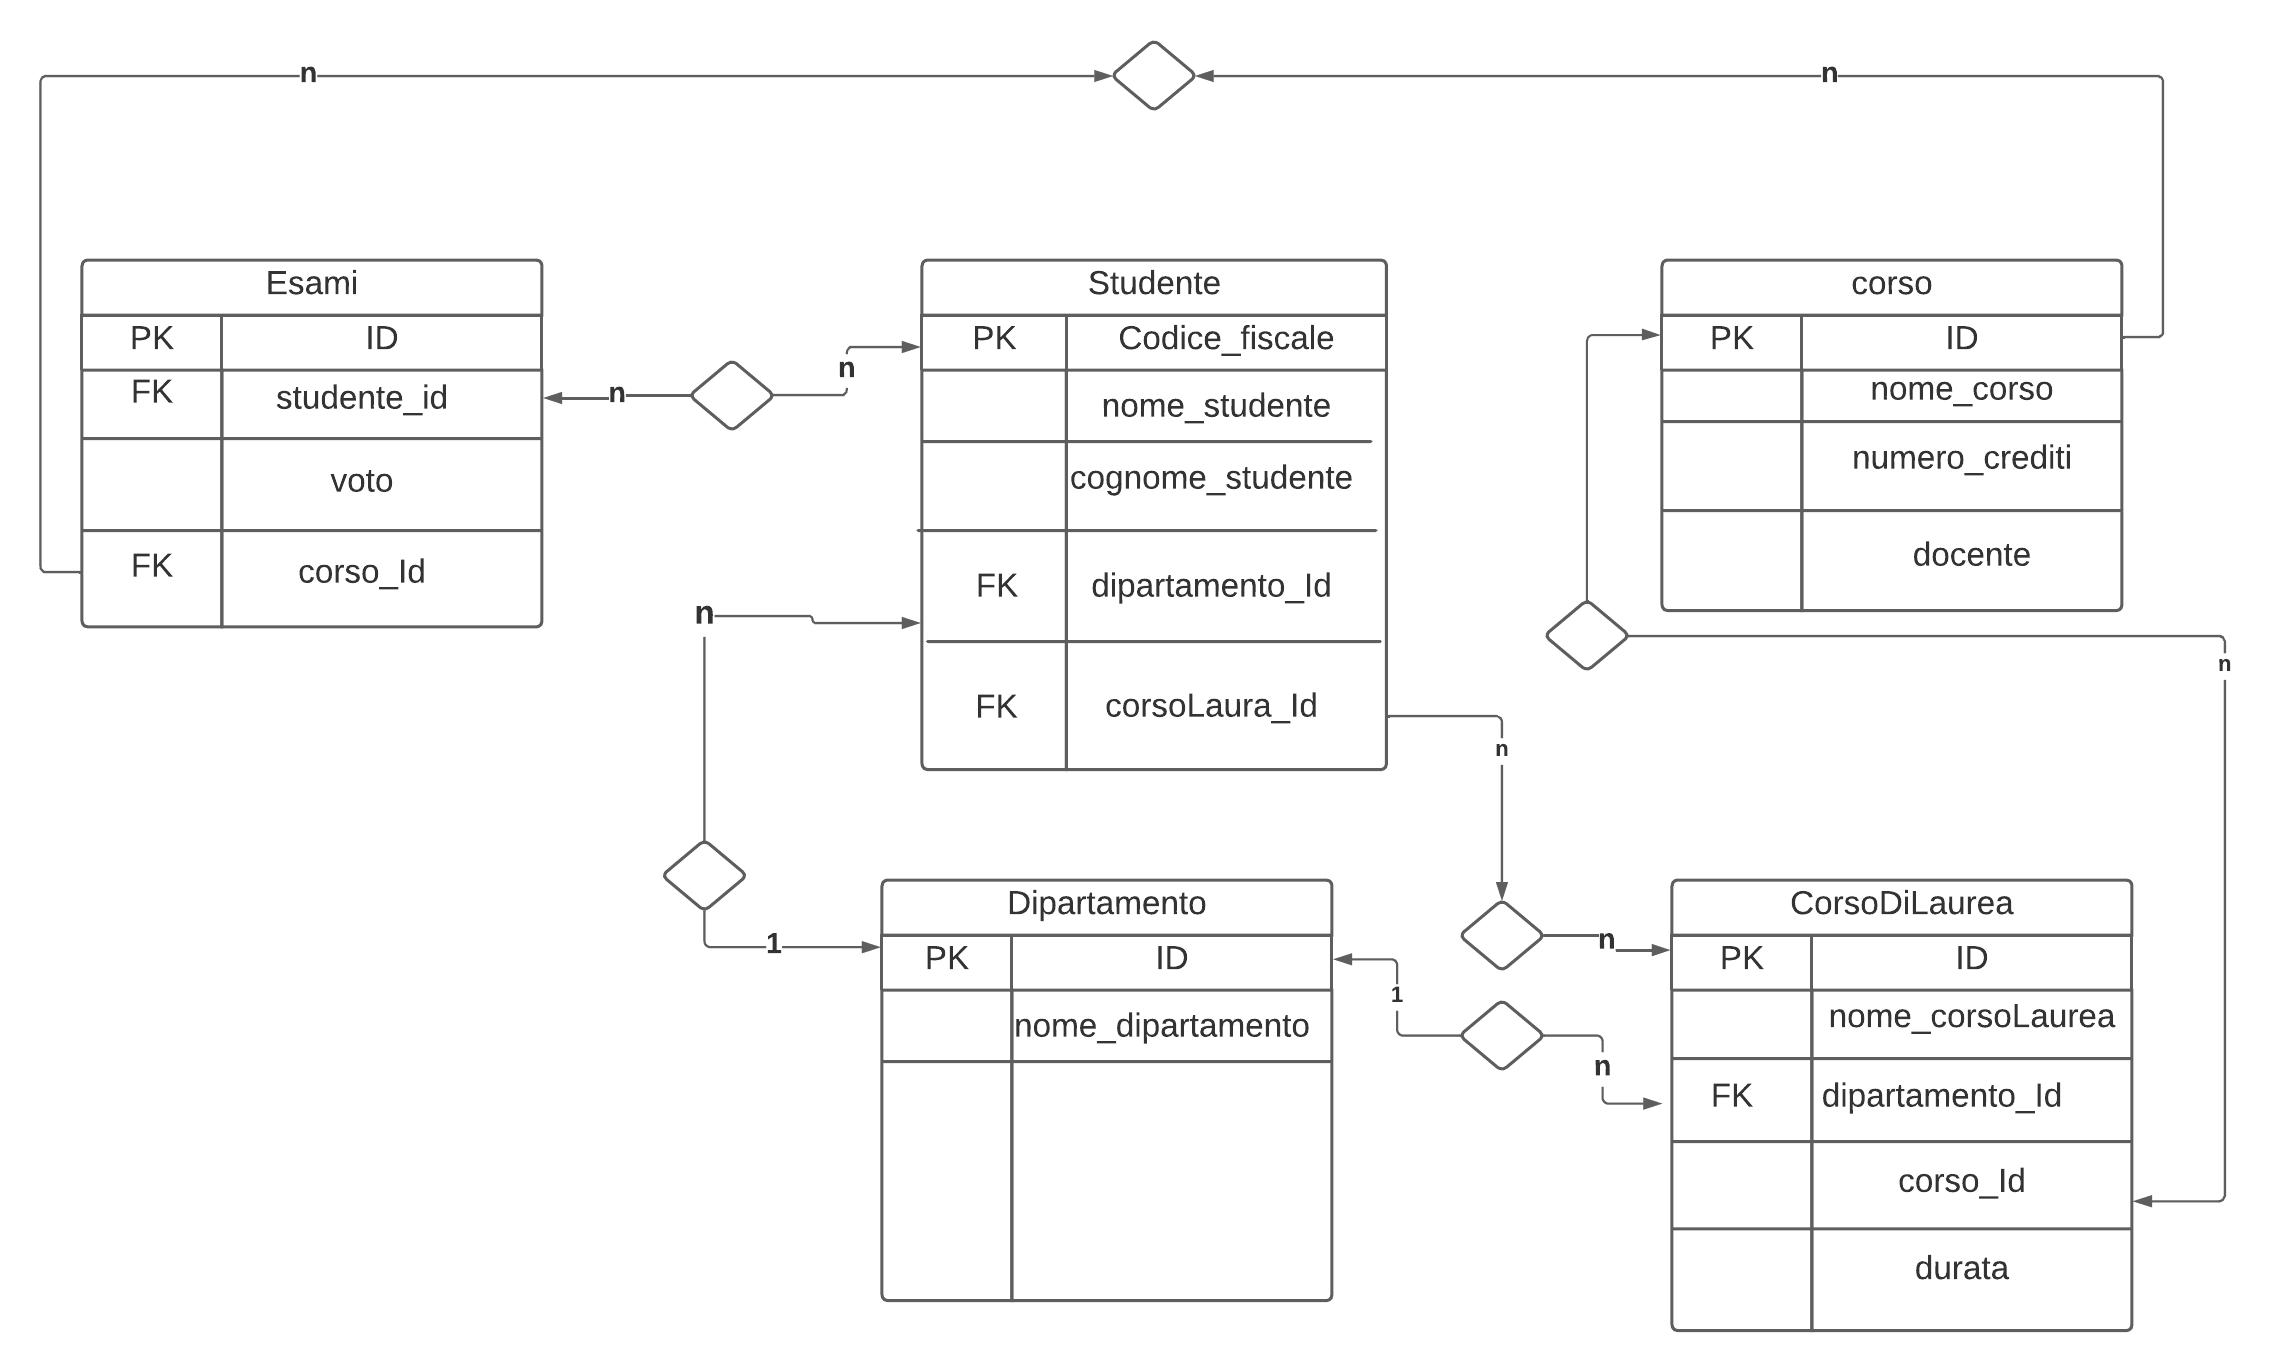 n
n
Esami
PK ID
FK studente_id
voto
FK corso_Id
n
n
Studente
PK Codice_fiscale
nome_studente
cognome_studente
FK dipartamento_Id
FK corsoLaura_Id
corso
PK ID
nome_corso
numero_crediti
docente
n
n
n
1
Dipartamento
PK ID
nome_dipartamento
n
1
n
CorsoDiLaurea
PK ID
nome_corsoLaurea
FK dipartamento_Id
corso_Id
durata